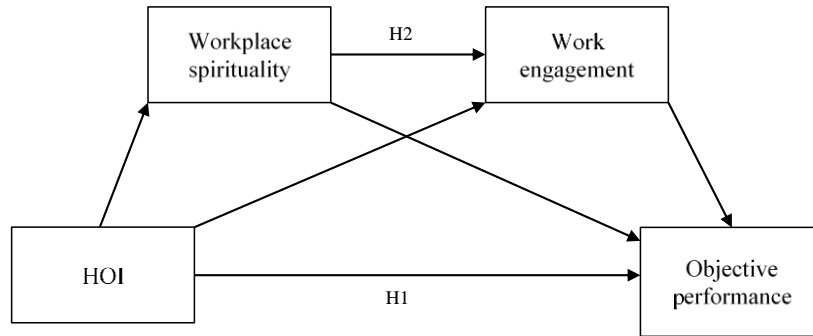 Workplace
spirituality
H2
Work
engagement
HOI
H1
Objective
performance